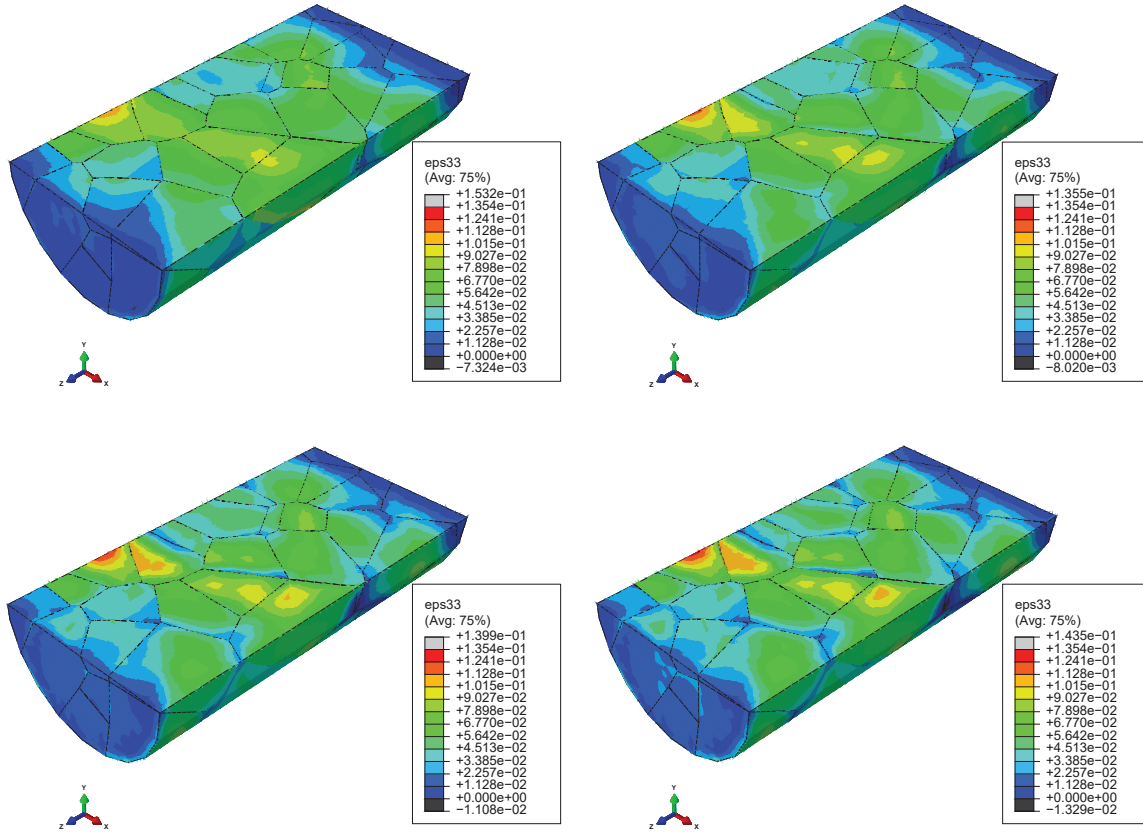 eps33
(Avg: 75%)
+1.532e−01
+1.354e−01
+1.241e−01
+1.128e−01
+1.015e−01
+9.027e−02
+7.898e−02
+6.770e−02
+5.642e−02
+4.513e−02
+3.385e−02
+2.257e−02
+1.128e−02
+0.000e+00
−7.324e−03
Y
Z
X
eps33
(Avg: 75%)
+1.355e−01
+1.354e−01
+1.241e−01
+1.128e−01
+1.015e−01
+9.027e−02
+7.898e−02
+6.770e−02
+5.642e−02
+4.513e−02
+3.385e−02
+2.257e−02
+1.128e−02
+0.000e+00
−8.020e−03
Y
Z
X
eps33
(Avg: 75%)
+1.399e−01
+1.354e−01
+1.241e−01
+1.128e−01
+1.015e−01
+9.027e−02
+7.898e−02
+6.770e−02
+5.642e−02
+4.513e−02
+3.385e−02
+2.257e−02
+1.128e−02
+0.000e+00
−1.108e−02
Y
Z
X
eps33
(Avg: 75%)
+1.435e−01
+1.354e−01
+1.241e−01
+1.128e−01
+1.015e−01
+9.027e−02
+7.898e−02
+6.770e−02
+5.642e−02
+4.513e−02
+3.385e−02
+2.257e−02
+1.128e−02
+0.000e+00
−1.329e−02
Y
Z
X